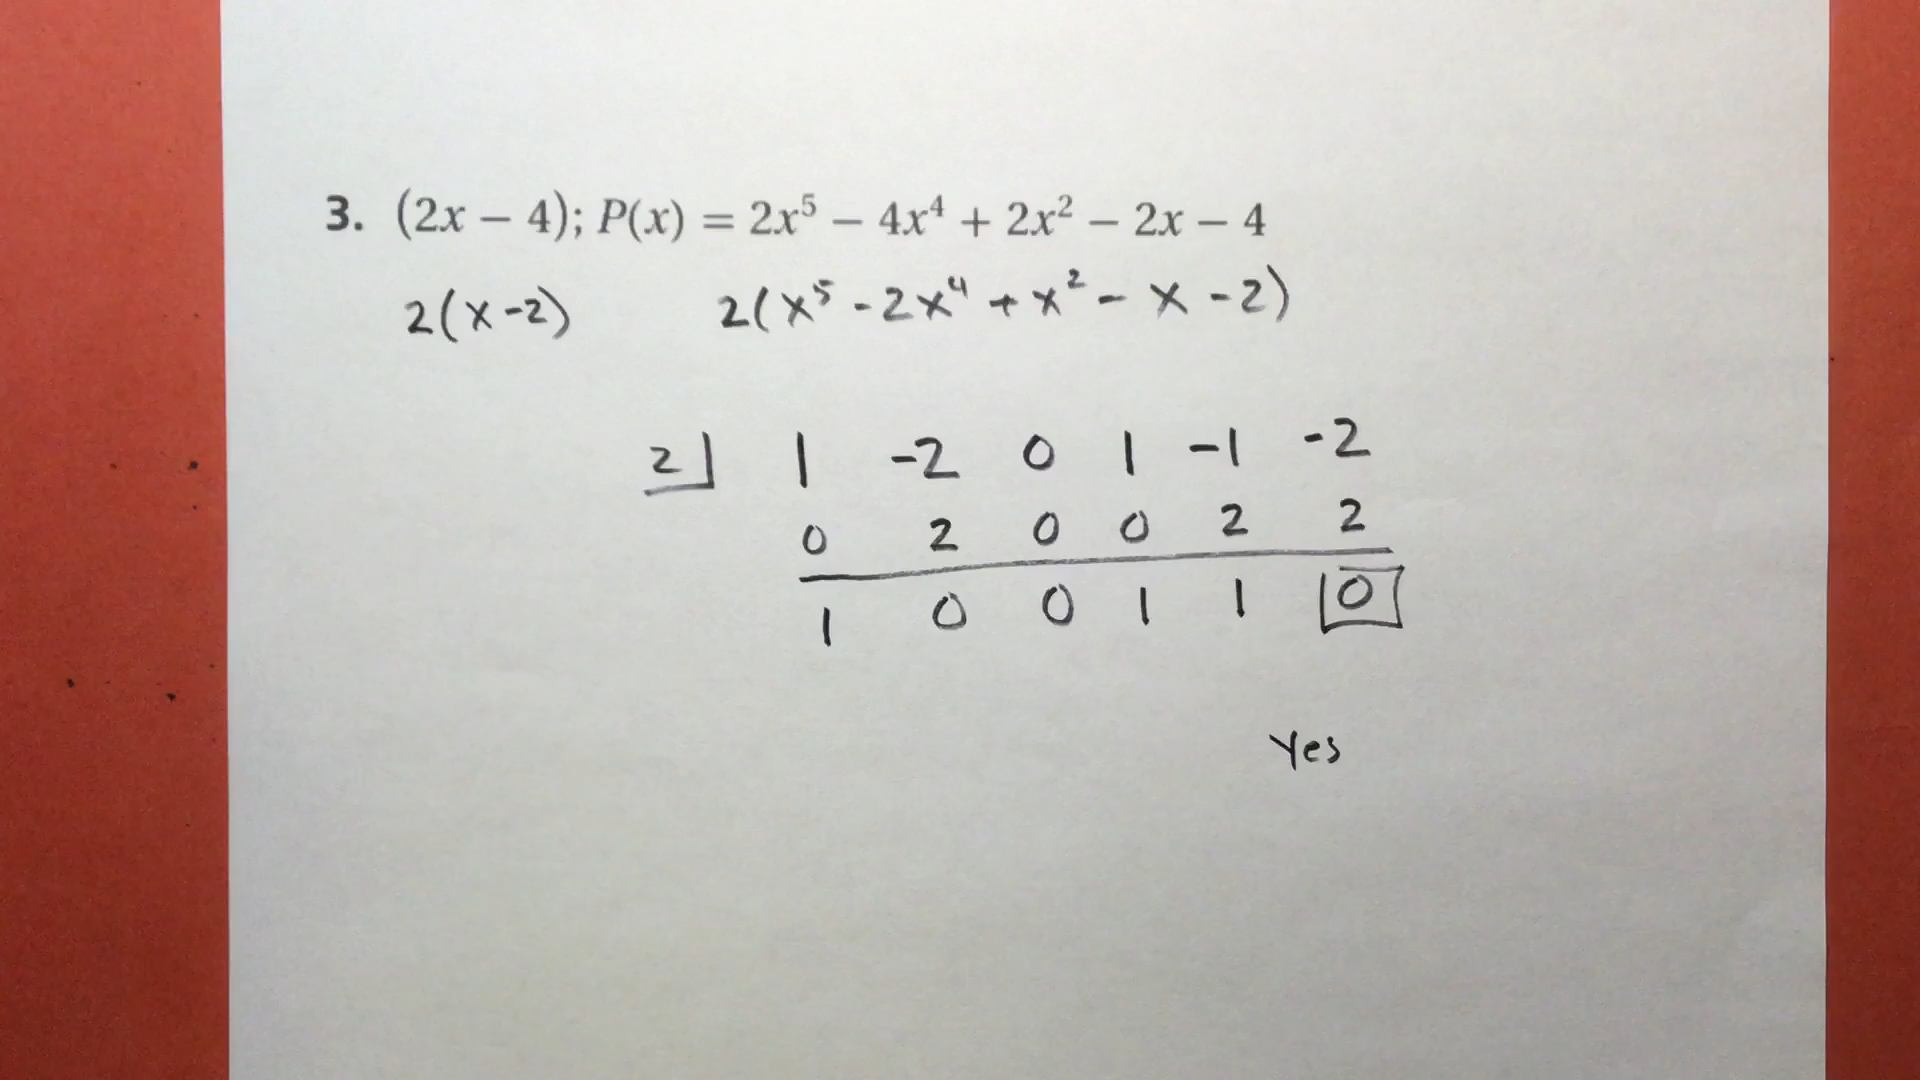 3. (2x – 4); P(x) = 2x⁵ – 4x⁴ + 2x² – 2x – 4
2(x-2) 2(x⁵ - 2x⁴ + x² - x - 2)
2 1 -2 0 1 -1 -2
0 2 0 0 2 2
1 0 0 1 1 0
Yes